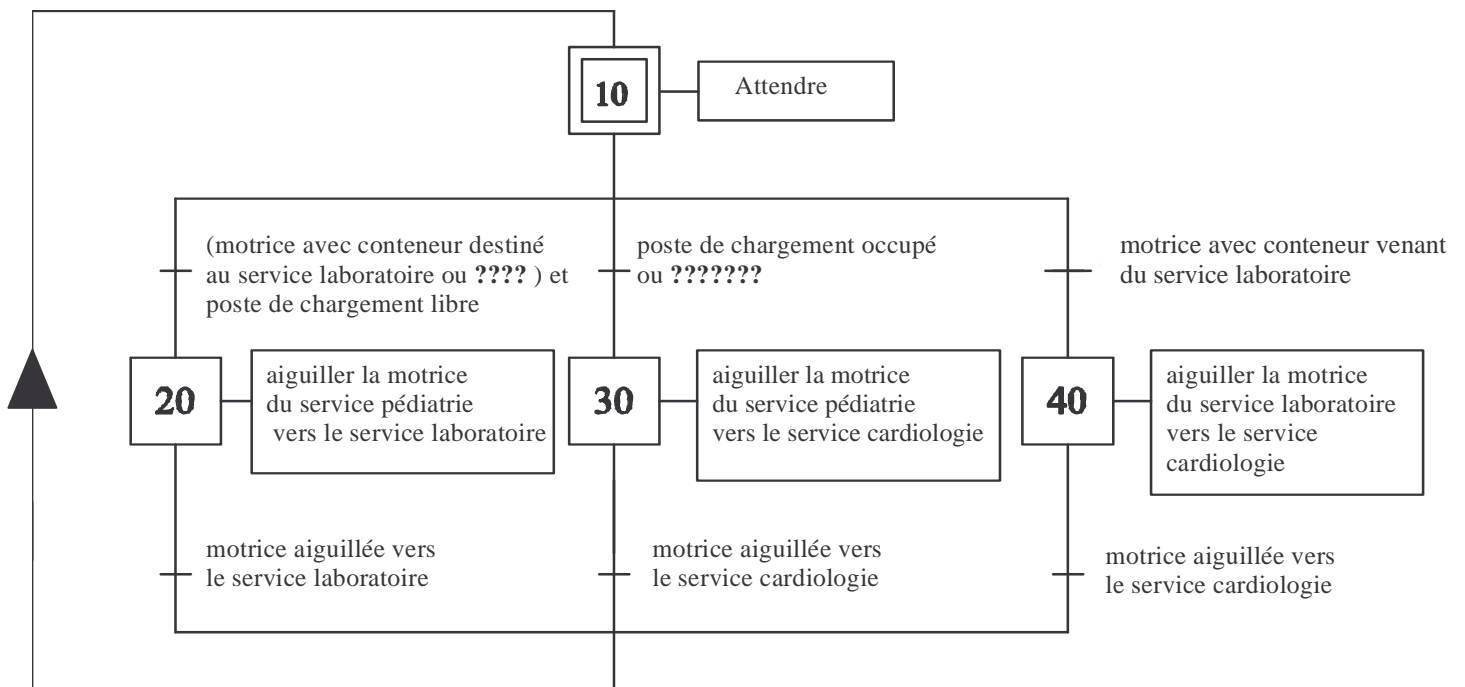 10
Attendre
(motrice avec conteneur destiné
au service laboratoire ou ???? ) et
poste de chargement libre
poste de chargement occupé
ou ???????
motrice avec conteneur venant
du service laboratoire
20
aiguiller la motrice
du service pédiatrie
vers le service laboratoire
30
aiguiller la motrice
du service pédiatrie
vers le service cardiologie
40
aiguiller la motrice
du service laboratoire
vers le service
cardiologie
motrice aiguillée vers
le service laboratoire
motrice aiguillée vers
le service cardiologie
motrice aiguillée vers
le service cardiologie